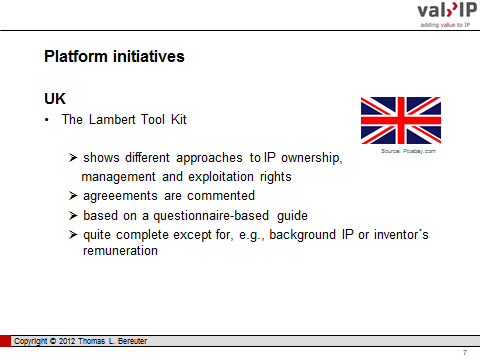 val IP
adding value to IP
Platform initiatives
UK
• The Lambert Tool Kit
Source: Pixabay.com
➢ shows different approaches to IP ownership,
management and exploitation rights
➢ agreeements are commented
➢ based on a questionnaire-based guide
➢ quite complete except for, e.g., background IP or inventor´s
remuneration
Copyright © 2012 Thomas L. Bereuter
7